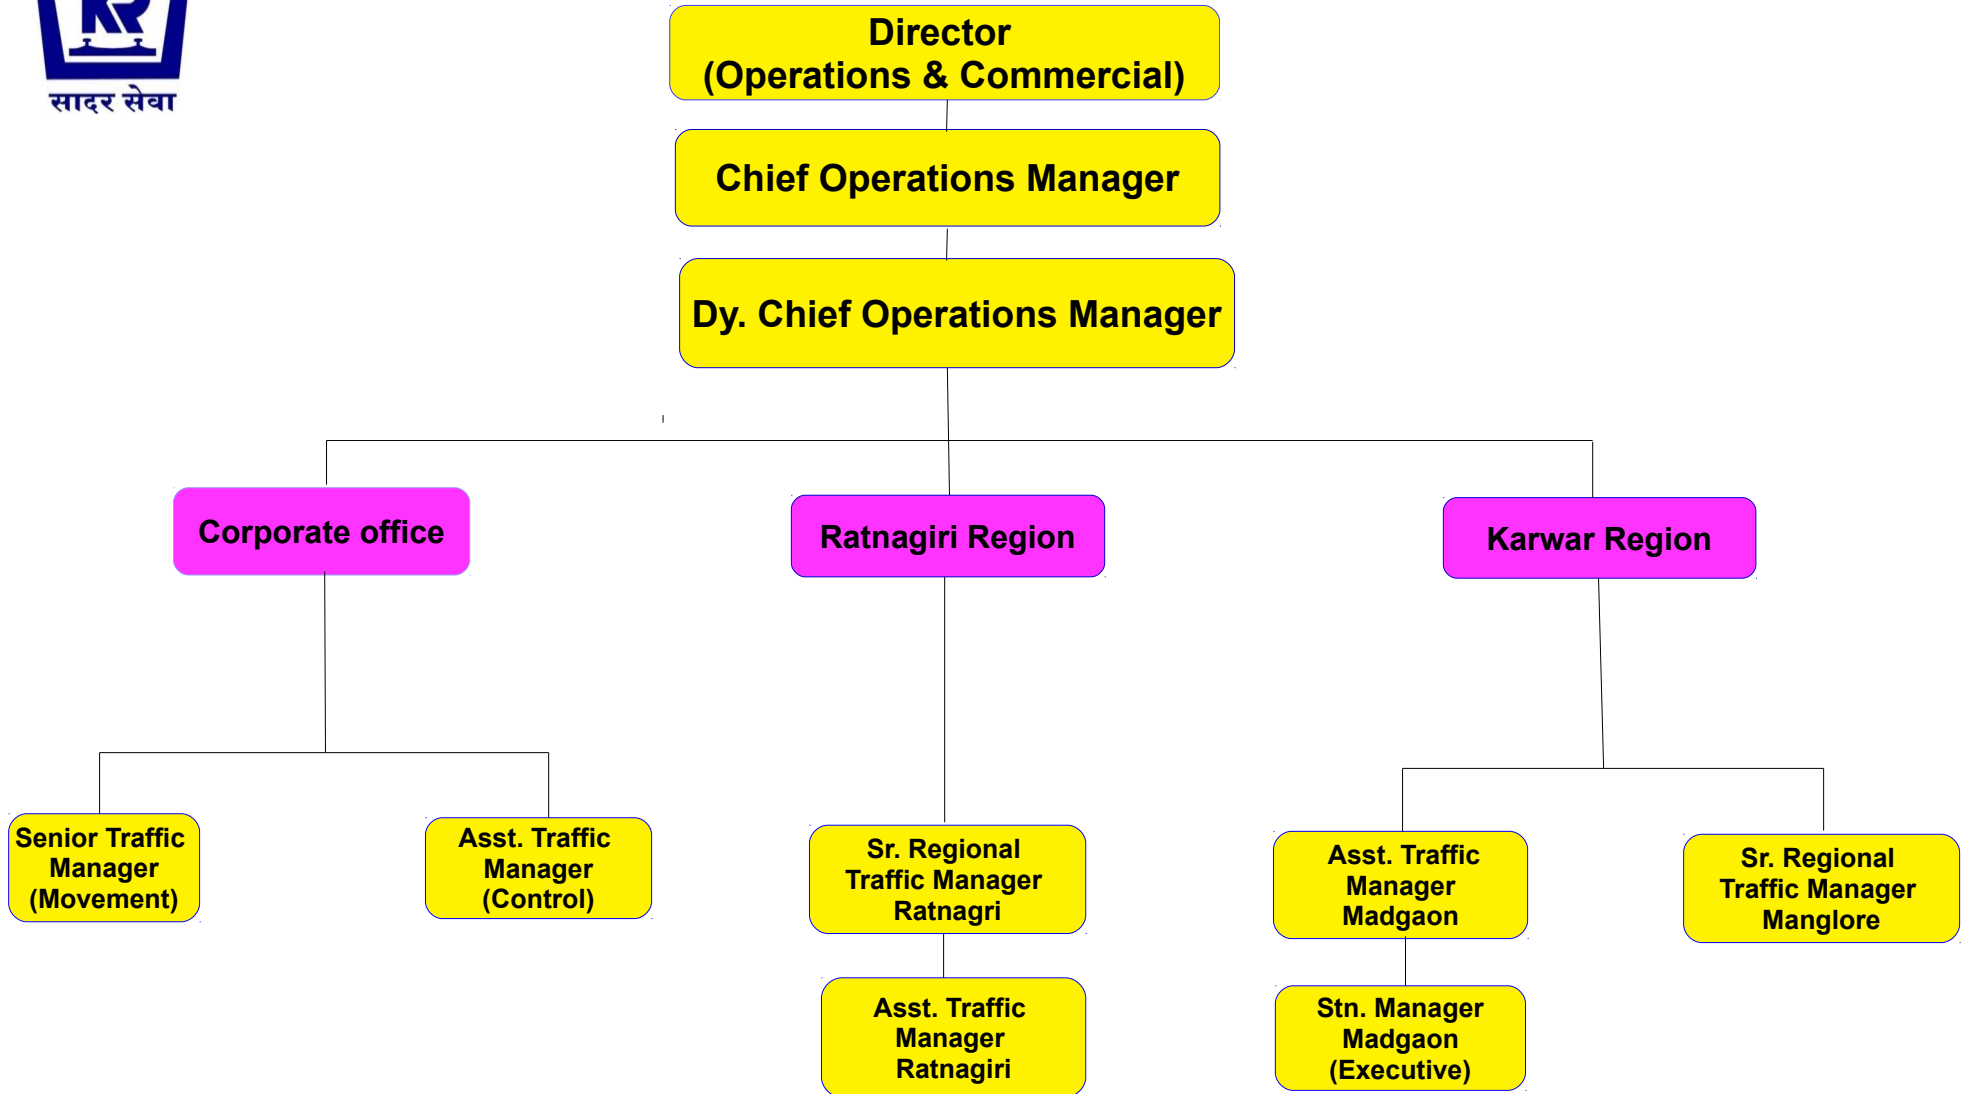 KR
सादर सेवा
Director
(Operations & Commercial)
Chief Operations Manager
Dy. Chief Operations Manager
Corporate office
Ratnagiri Region
Karwar Region
Senior Traffic
Manager
(Movement)
Asst. Traffic
Manager
(Control)
Sr. Regional
Traffic Manager
Ratnagri
Asst. Traffic
Manager
Madgaon
Sr. Regional
Traffic Manager
Manglore
Asst. Traffic
Manager
Ratnagiri
Stn. Manager
Madgaon
(Executive)